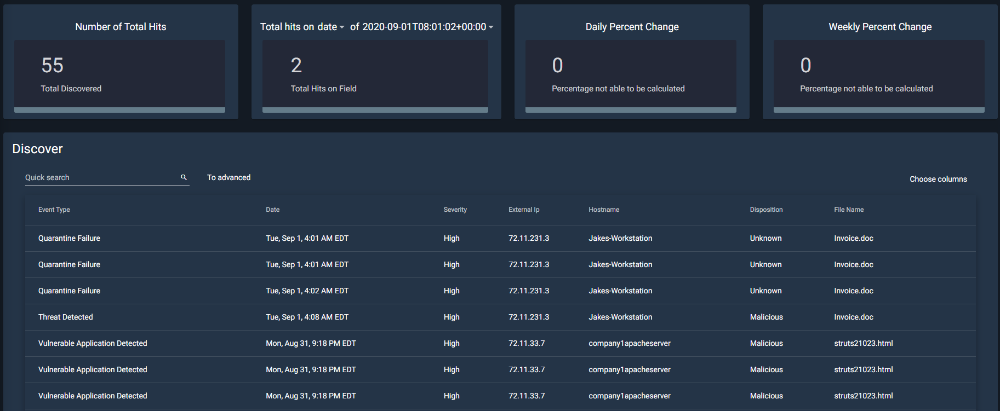 Number of Total Hits
55
Total Discovered
Total hits on date of 2020-09-01T08:01:02+00:00
2
Total Hits on Field
Daily Percent Change
0
Percentage not able to be calculated
Weekly Percent Change
0
Percentage not able to be calculated
Discover
Quick search To advanced Choose columns
Event Type Date Severity External Ip Hostname Disposition File Name
Quarantine Failure Tue, Sep 1, 4:01 AM EDT High 72.11.231.3 Jakes-Workstation Unknown Invoice.doc
Quarantine Failure Tue, Sep 1, 4:01 AM EDT High 72.11.231.3 Jakes-Workstation Unknown Invoice.doc
Quarantine Failure Tue, Sep 1, 4:02 AM EDT High 72.11.231.3 Jakes-Workstation Unknown Invoice.doc
Threat Detected Tue, Sep 1, 4:08 AM EDT High 72.11.231.3 Jakes-Workstation Malicious Invoice.doc
Vulnerable Application Detected Mon, Aug 31, 9:18 PM EDT High 72.11.33.7 company1apacheserver Malicious struts21023.html
Vulnerable Application Detected Mon, Aug 31, 9:18 PM EDT High 72.11.33.7 company1apacheserver Malicious struts21023.html
Vulnerable Application Detected Mon, Aug 31, 9:18 PM EDT High 72.11.33.7 company1apacheserver Malicious struts21023.html